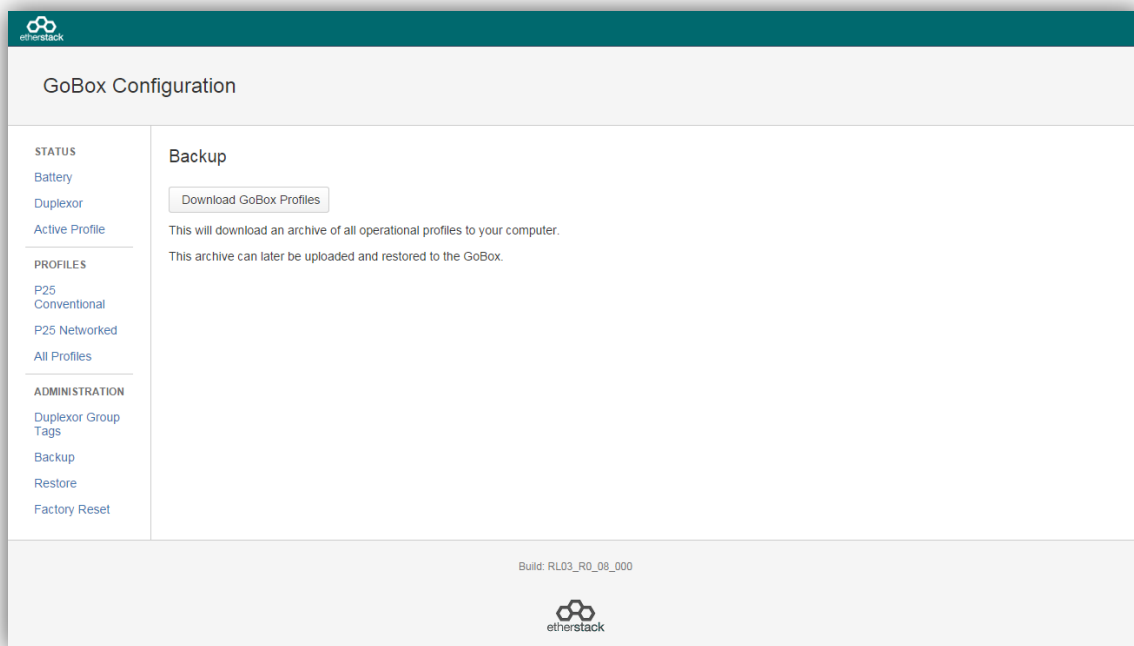 etherstack
GoBox Configuration
STATUS
Battery
Duplexor
Active Profile
PROFILES
P25
Conventional
P25 Networked
All Profiles
ADMINISTRATION
Duplexor Group
Tags
Backup
Restore
Factory Reset
Backup
Download GoBox Profiles
This will download an archive of all operational profiles to your computer.
This archive can later be uploaded and restored to the GoBox.
Build: RL03_R0_08_000
etherstack